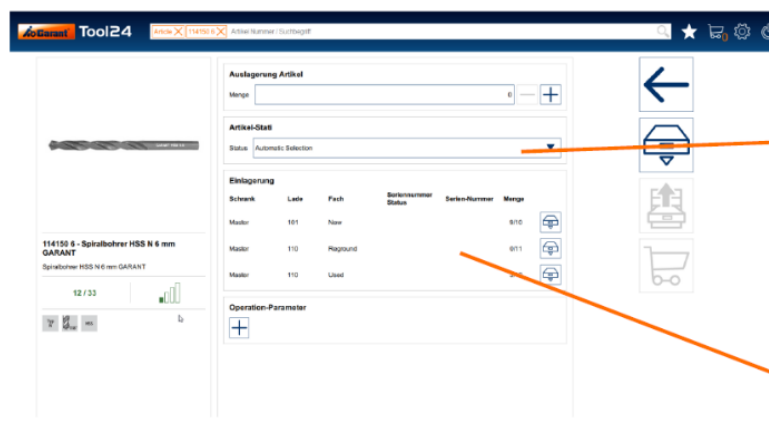 GARANT Tool24
Article X 114150 6 X Artikel Nummer / Suchbegriff
0
Auslagerung Artikel
Menge 0
Artikel-Stati
Status Automatic Selection
Einlagerung
Schrank Lade Fach Seriennummer Status Serien-Nummer Menge
Master 101 New 9/10
Master 110 Reground 0/11
Master 110 Used
Operation-Parameter
114150 6 - Spiralbohrer HSS N 6 mm
GARANT
Spiralbohrer HSS N 6 mm GARANT
12 / 33
HSS